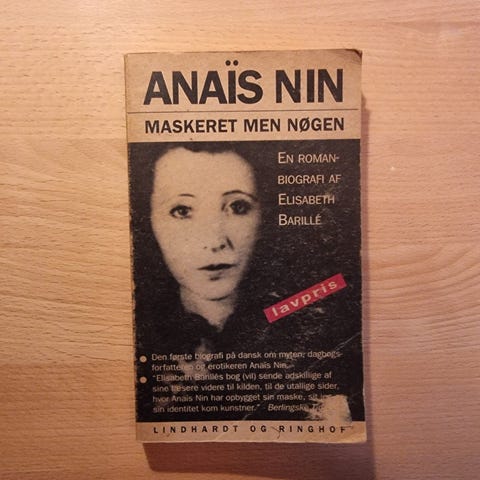 ANAÏS NIN
MASKERET MEN NØGEN
EN ROMAN-
BIOGRAFI AF
ELISABETH
BARILLÉ
lavpris
• Den første biografi på dansk om myten, dagbogs-
forfatteren og erotikeren Anaïs Nin.
• "Elisabeth Barillés bog (vil) sende adskillige af
sine læsere videre til kilden, til de utallige sider,
hvor Anaïs Nin har opbygget sin maske, sit
sin identitet kom kunstner." Berlingske
LINDHARDT OG RINGHOF